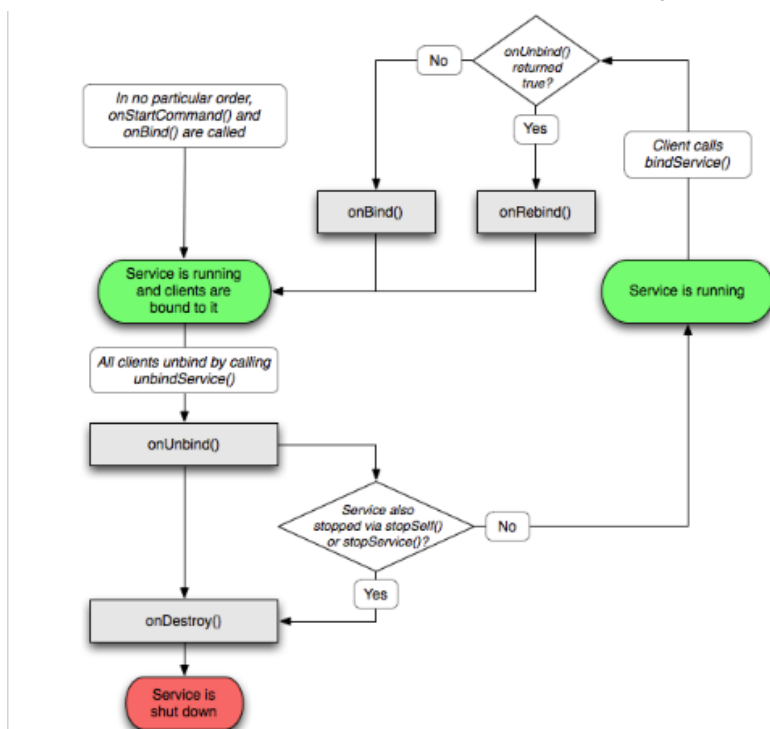 onUnbind()
returned
true?
No
Yes
In no particular order,
onStartCommand() and
onBind() are called
Client calls
bindService()
onBind()
onRebind()
Service is running
and clients are
bound to it
Service is running
All clients unbind by calling
unbindService()
onUnbind()
Service also
stopped via stopSelf()
or stopService()?
No
Yes
onDestroy()
Service is
shut down